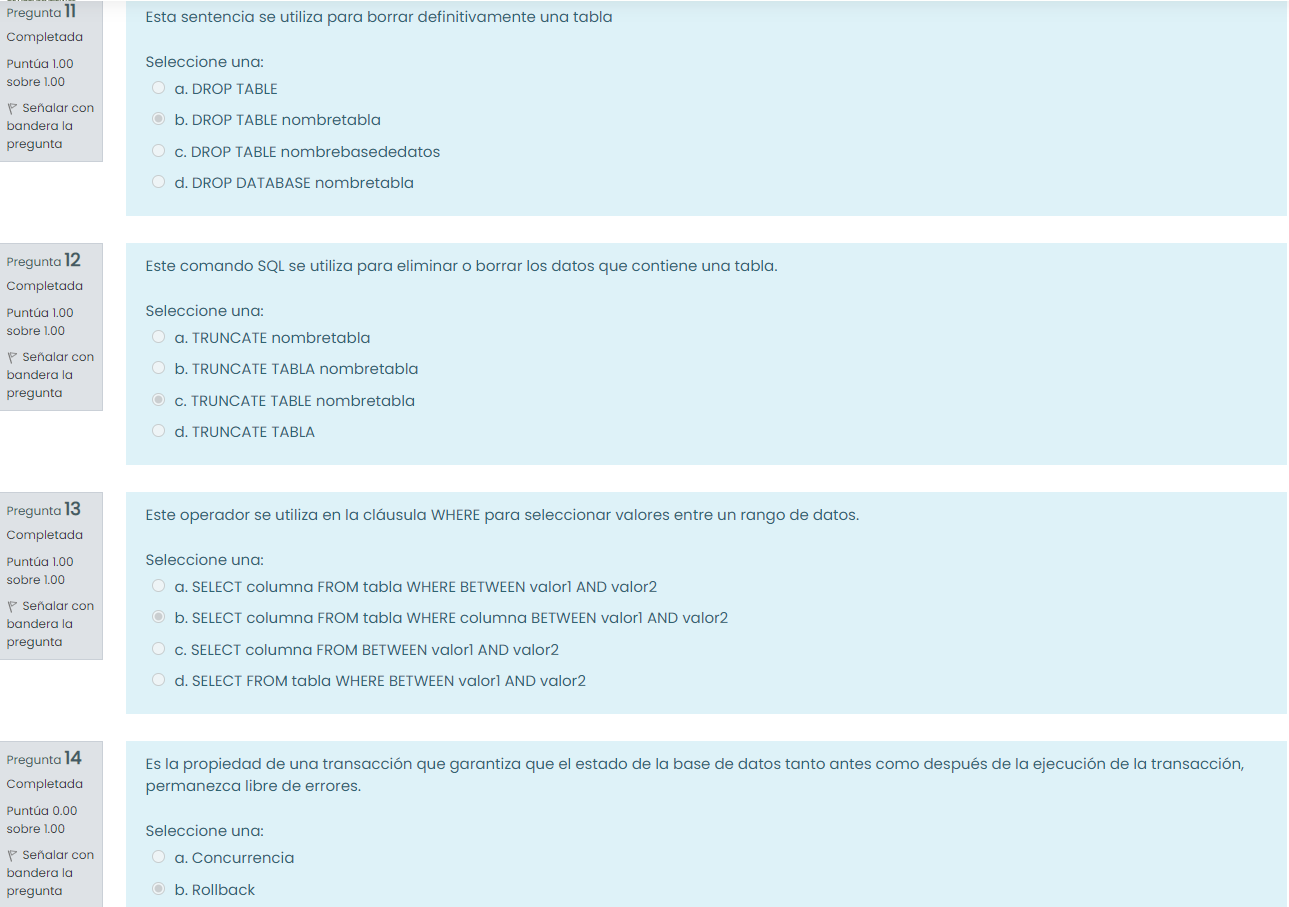 Pregunta 11
Completada
Puntúa 1.00
sobre 1.00
Señalar con
bandera la
pregunta
Esta sentencia se utiliza para borrar definitivamente una tabla
Seleccione una:
a. DROP TABLE
b. DROP TABLE nombretabla
c. DROP TABLE nombrebasededatos
d. DROP DATABASE nombretabla
Pregunta 12
Completada
Puntúa 1.00
sobre 1.00
Señalar con
bandera la
pregunta
Este comando SQL se utiliza para eliminar o borrar los datos que contiene una tabla.
Seleccione una:
a. TRUNCATE nombretabla
b. TRUNCATE TABLA nombretabla
c. TRUNCATE TABLE nombretabla
d. TRUNCATE TABLA
Pregunta 13
Completada
Puntúa 1.00
sobre 1.00
Señalar con
bandera la
pregunta
Este operador se utiliza en la cláusula WHERE para seleccionar valores entre un rango de datos.
Seleccione una:
a. SELECT columna FROM tabla WHERE BETWEEN valor1 AND valor2
b. SELECT columna FROM tabla WHERE columna BETWEEN valor1 AND valor2
c. SELECT columna FROM BETWEEN valor1 AND valor2
d. SELECT FROM tabla WHERE BETWEEN valor1 AND valor2
Pregunta 14
Completada
Puntúa 0.00
sobre 1.00
Señalar con
bandera la
pregunta
Es la propiedad de una transacción que garantiza que el estado de la base de datos tanto antes como después de la ejecución de la transacción,
permanezca libre de errores.
Seleccione una:
a. Concurrencia
b. Rollback